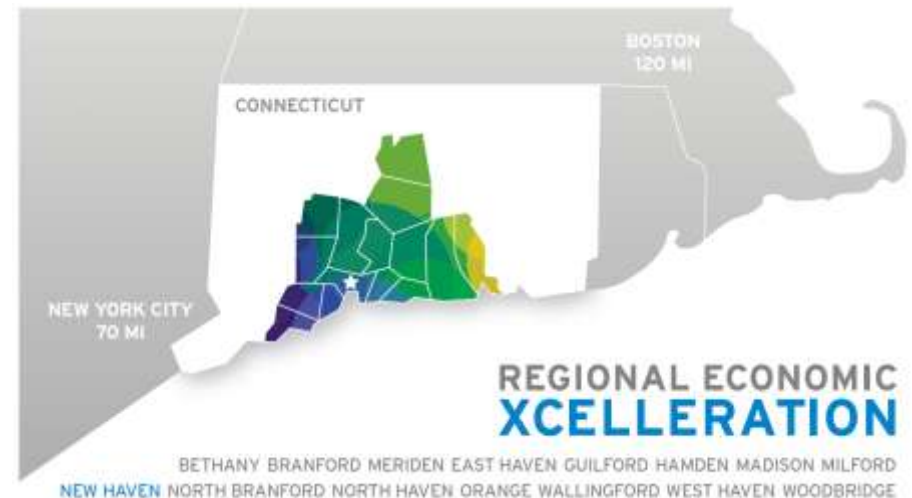 BOSTON
120 MI
CONNECTICUT
NEW YORK CITY
70 MI
REGIONAL ECONOMIC
XCELLERATION
BETHANY BRANFORD MERIDEN EAST HAVEN GUILFORD HAMDEN MADISON MILFORD
NEW HAVEN NORTH BRANFORD NORTH HAVEN ORANGE WALLINGFORD WEST HAVEN WOODBRIDGE